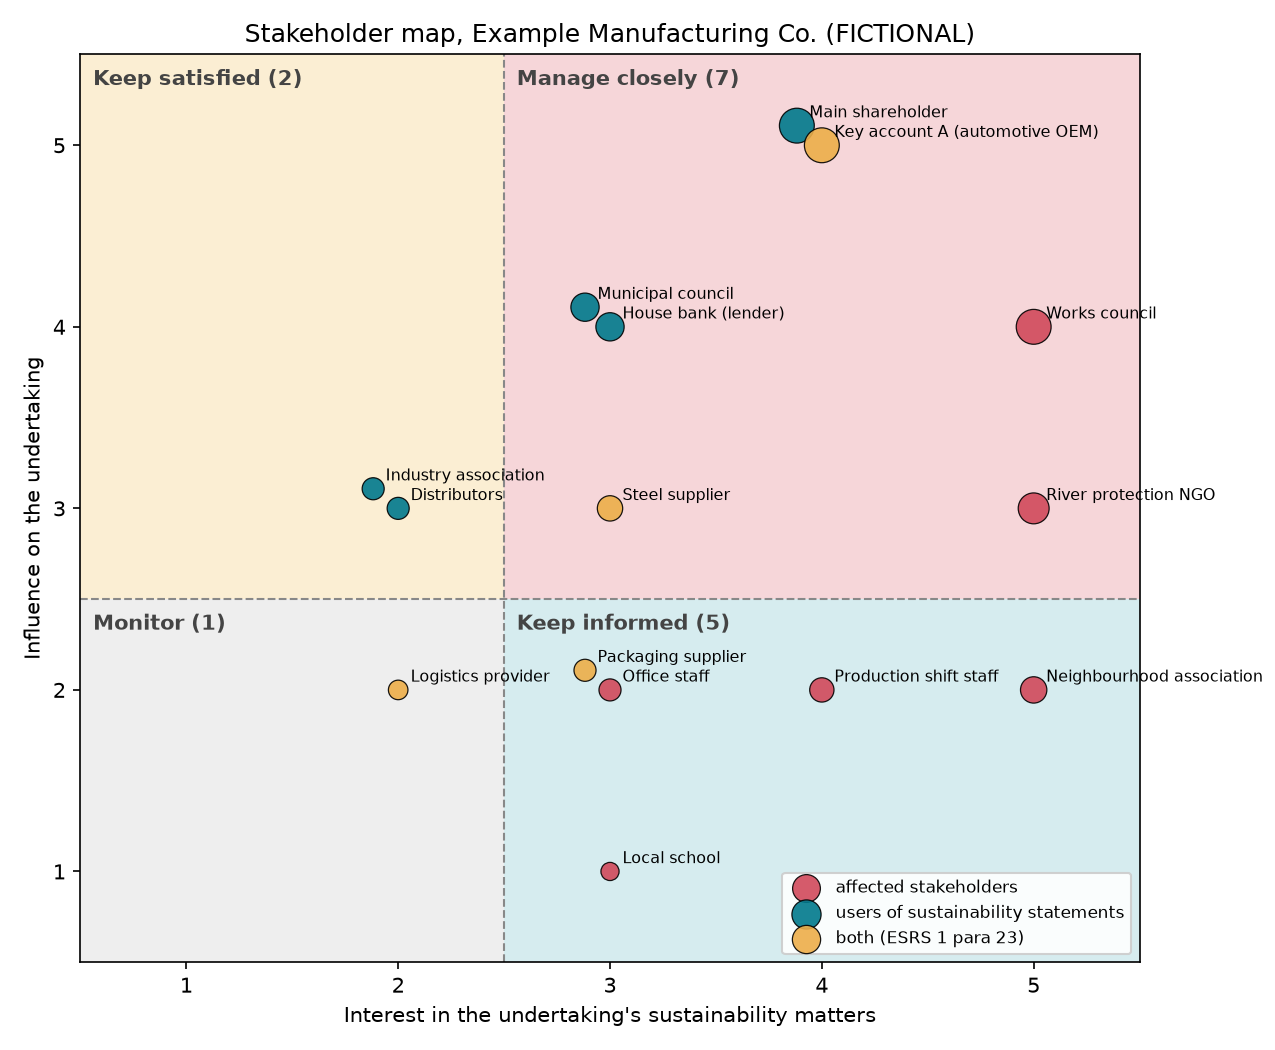 Stakeholder map, Example Manufacturing Co. (FICTIONAL)
Keep satisfied (2)
Manage closely (7)
Main shareholder
Key account A (automotive OEM)
5
Municipal council
House bank (lender)
Works council
4
Industry association
Distributors
Steel supplier
River protection NGO
3
Influence on the undertaking
Monitor (1)
Keep informed (5)
Packaging supplier
Logistics provider
Office staff
Production shift staff
Neighbourhood association
2
Local school
1
affected stakeholders
users of sustainability statements
both (ESRS 1 para 23)
1 2 3 4 5
Interest in the undertaking's sustainability matters